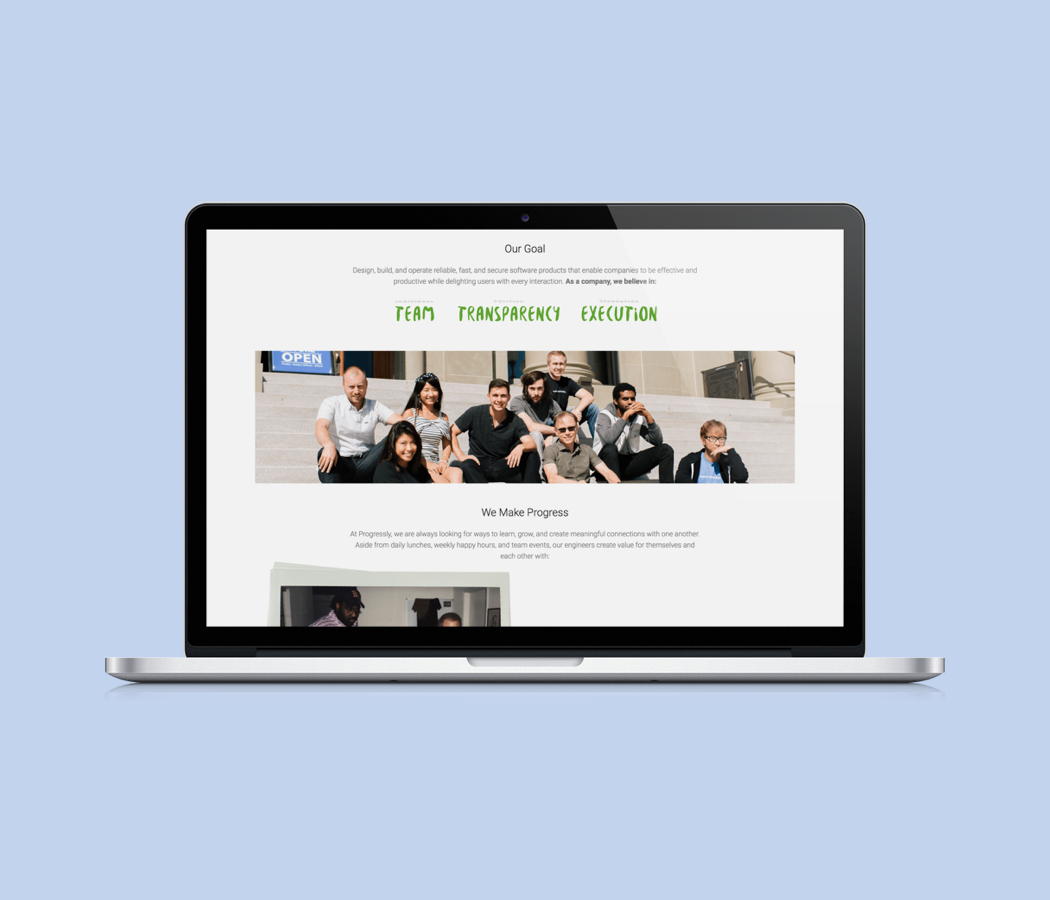 Our Goal
Design, build, and operate reliable, fast, and secure software products that enable companies to be effective and
productive while delighting users with every interaction. As a company, we believe in:
TEAM TRANSPARENCY EXECUTION
OPEN
We Make Progress
At Progressly, we are always looking for ways to learn, grow, and create meaningful connections with one another.
Aside from daily lunches, weekly happy hours, and team events, our engineers create value for themselves and
each other with: